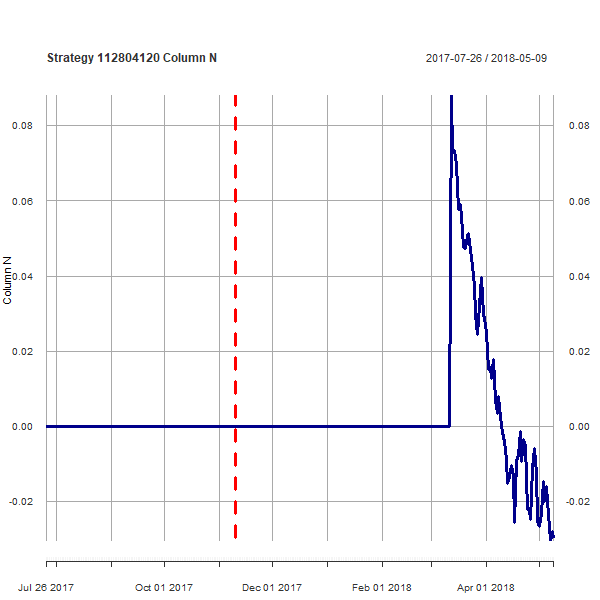 Strategy 112804120 Column N
2017-07-26 / 2018-05-09
0.08
0.08
0.06
0.06
0.04
0.04
0.02
0.02
0.00
0.00
-0.02
-0.02
Column N
Jul 26 2017
Oct 01 2017
Dec 01 2017
Feb 01 2018
Apr 01 2018